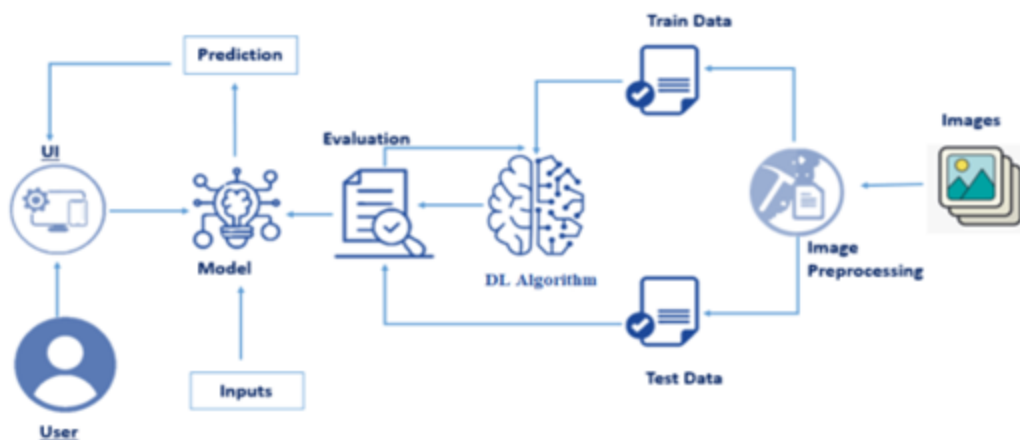 Train Data
Prediction
Images
Evaluation
UI
Image
Preprocessing
Model
DL Algorithm
Test Data
Inputs
User